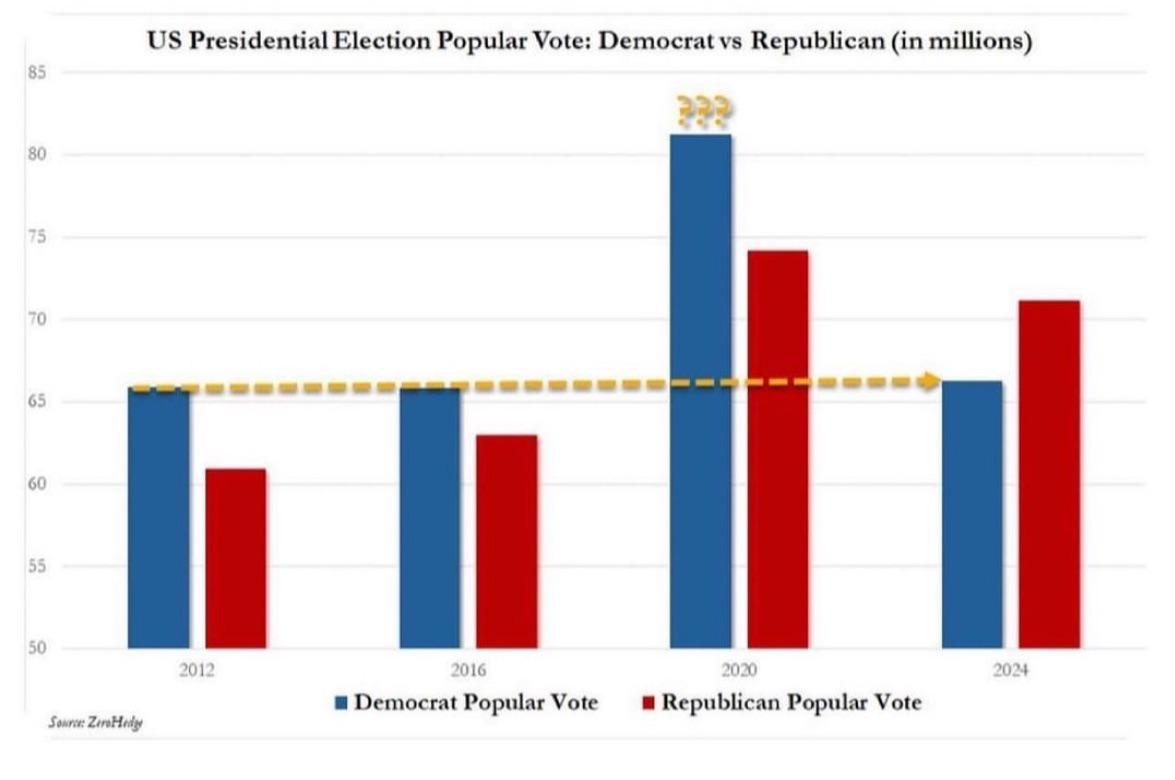 US Presidential Election Popular Vote: Democrat vs Republican (in millions)
85
???
80
75
70
65
60
55
50
2012 2016 2020 2024
Democrat Popular Vote Republican Popular Vote
Source: ZeroHedge